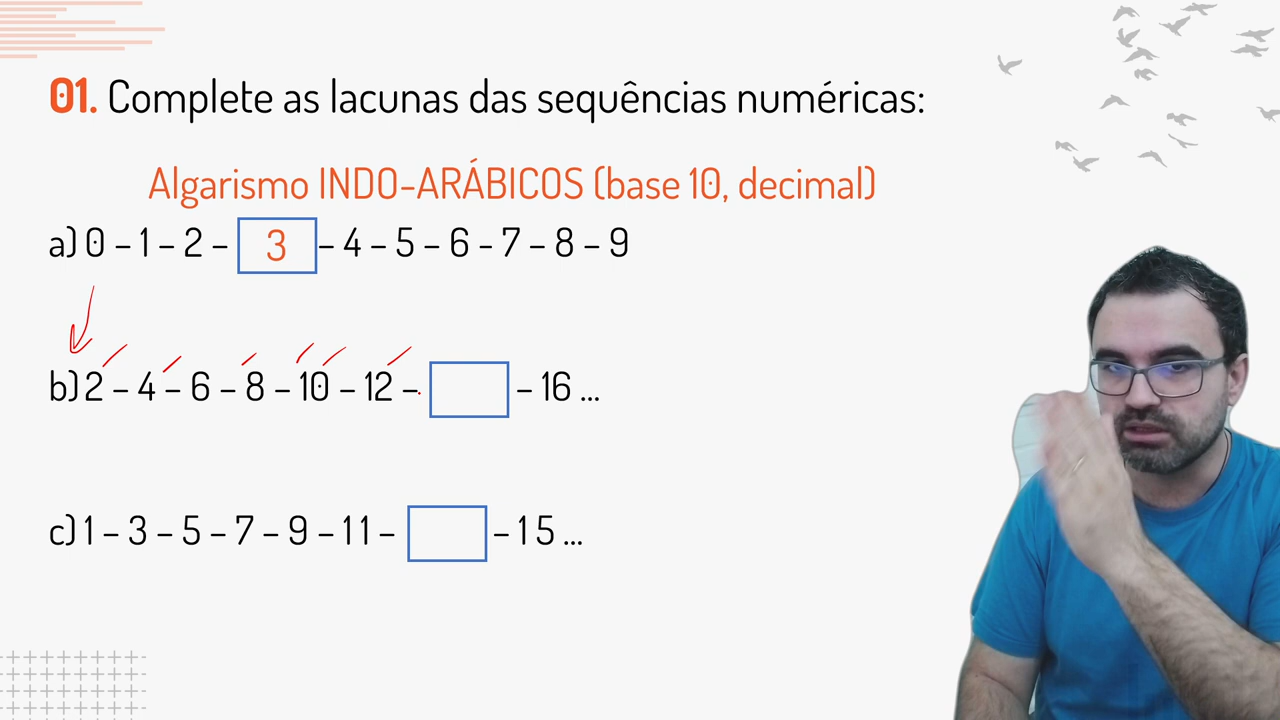 01. Complete as lacunas das sequências numéricas:
Algarismo INDO-ARÁBICOS (base 10, decimal)
a) 0 – 1 – 2 – 3 – 4 – 5 – 6 – 7 – 8 – 9
b) 2 – 4 – 6 – 8 – 10 – 12 – – 16 ...
c) 1 – 3 – 5 – 7 – 9 – 11 – – 15 ...